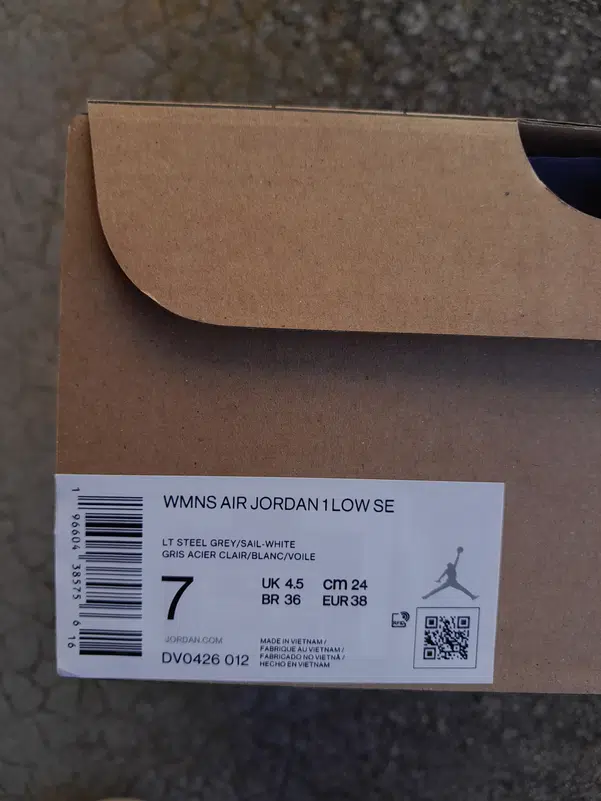 WMNS AIR JORDAN 1 LOW SE
LT STEEL GREY/SAIL-WHITE
GRIS ACIER CLAIR/BLANC/VOILE
7
UK 4.5 cm 24
BR 36 EUR 38
JORDAN.COM
DV0426 012
MADE IN VIETNAM /
FABRIQUE AU VIETNAM /
FABRICADO NO VIETNÃ /
HECHO EN VIETNAM
RFID
1 96604 38575 6 16